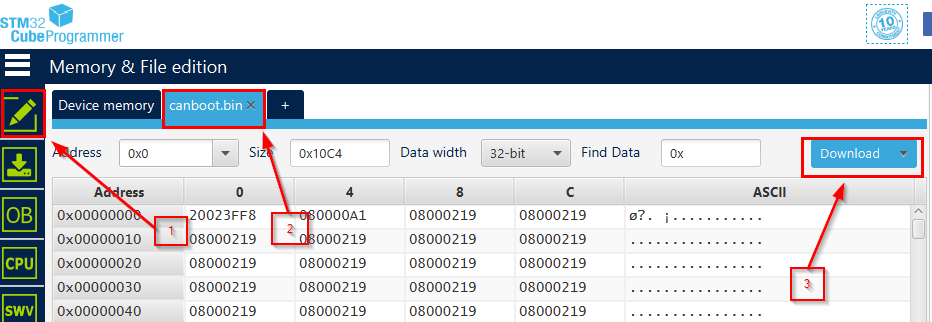 STM32
CubeProgrammer
10
Memory & File edition
Device memory canboot.bin × +
Address 0x0 Size 0x10C4 Data width 32-bit Find Data 0x Download
Address 0 4 8 C ASCII
0x00000000 20023FF8 080000A1 08000219 08000219 ø?. ¡...........
0x00000010 08000219 08000219 08000219 08000219 ................
0x00000020 08000219 08000219 08000219 08000219 ................
0x00000030 08000219 08000219 08000219 08000219 ................
0x00000040 08000219 08000219 08000219 08000219 ................
OB
CPU
SWV
1
2
3